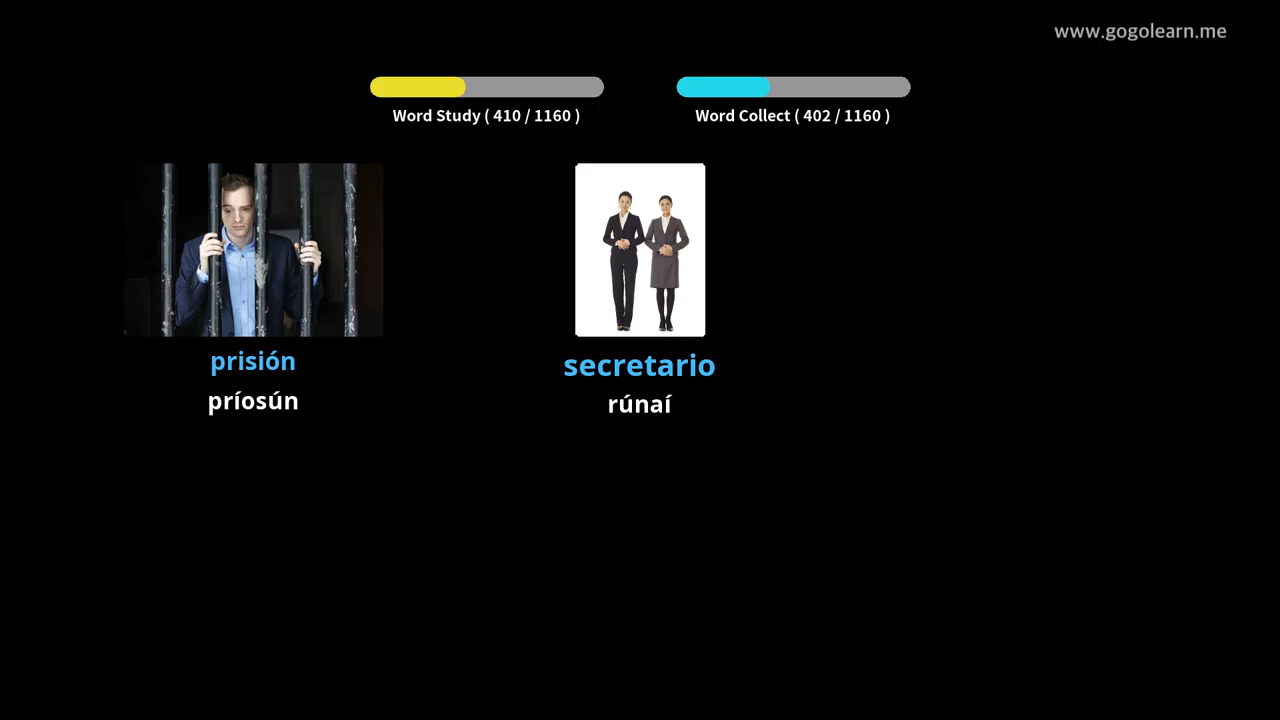 www.gogolearn.me
Word Study ( 410 / 1160 )
Word Collect ( 402 / 1160 )
prisión
príosún
secretario
rúnaí